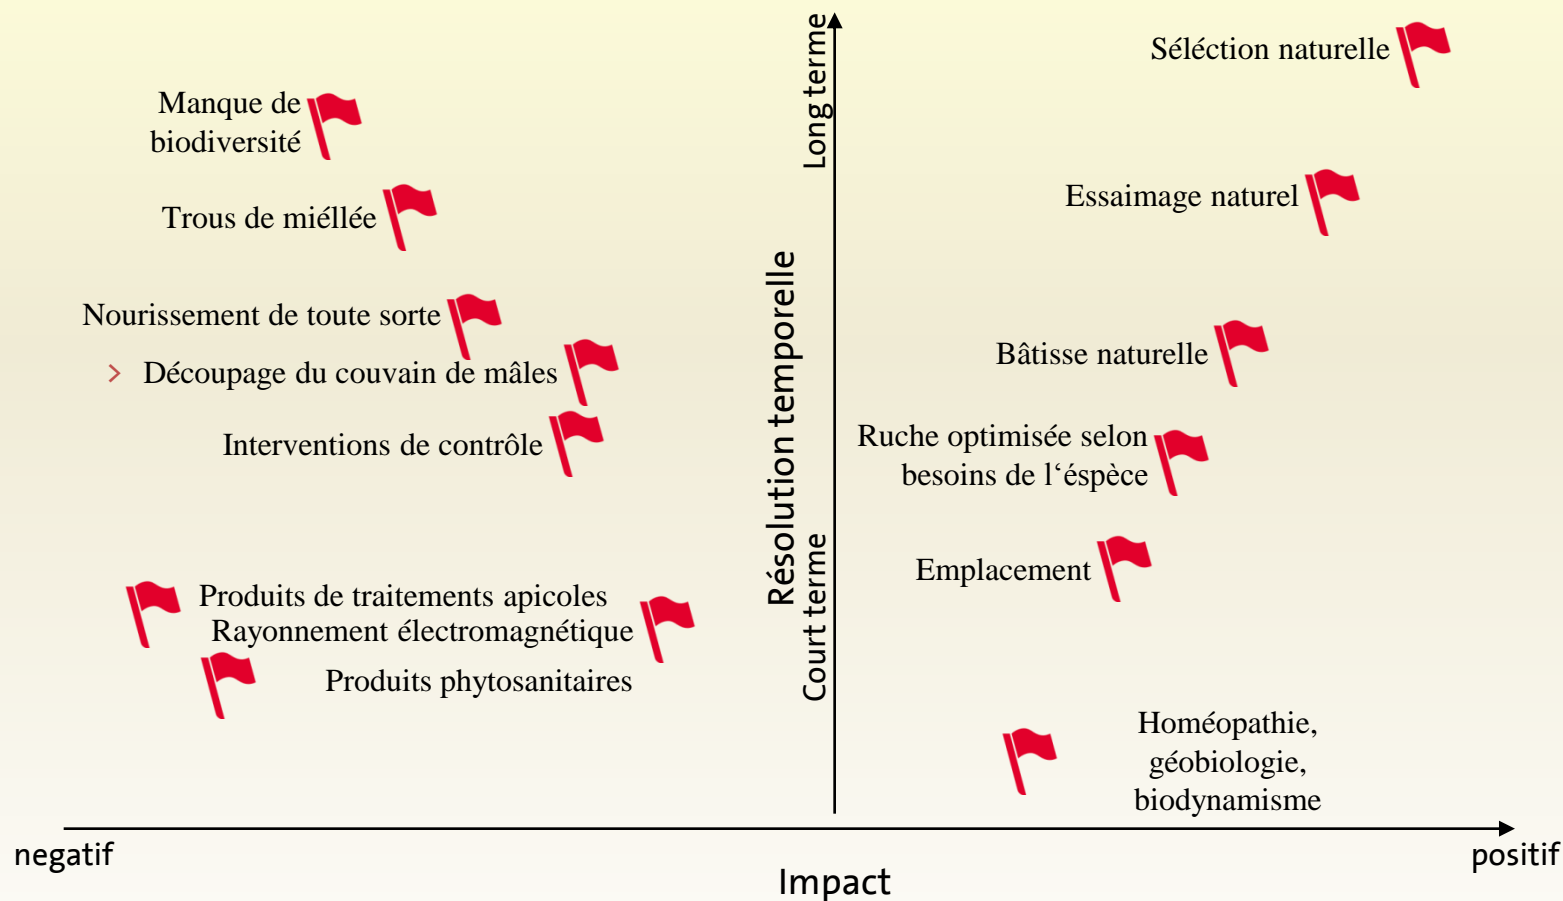 Long terme
Séléction naturelle
Manque de
biodiversité
Essaimage naturel
Trous de miéllée
Résolution temporelle
Nourissement de toute sorte
Bâtisse naturelle
> Découpage du couvain de mâles
Interventions de contrôle
Ruche optimisée selon
besoins de l‘éspèce
Court terme
Emplacement
Produits de traitements apicoles
Rayonnement électromagnétique
Produits phytosanitaires
Homéopathie,
géobiologie,
biodynamisme
negatif
positif
Impact